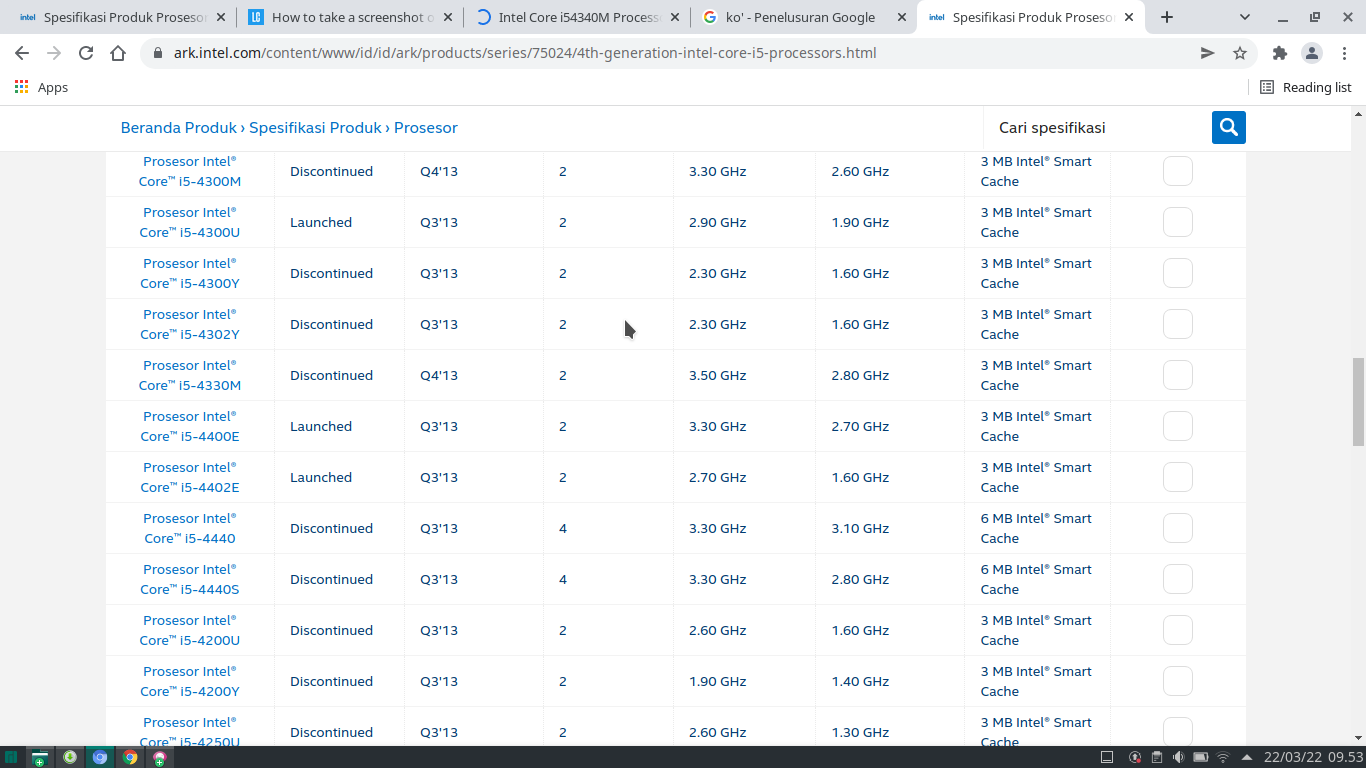 intel Spesifikasi Produk Prosesor
LC How to take a screenshot o
Intel Core i54340M Process
ko' - Penelusuran Google
intel Spesifikasi Produk Prosesor
ark.intel.com/content/www/id/id/ark/products/series/75024/4th-generation-intel-core-i5-processors.html
Apps
Reading list
Beranda Produk › Spesifikasi Produk › Prosesor
Cari spesifikasi
Prosesor Intel®
Core™ i5-4300M
Discontinued
Q4'13
2
3.30 GHz
2.60 GHz
3 MB Intel® Smart
Cache
Prosesor Intel®
Core™ i5-4300U
Launched
Q3'13
2
2.90 GHz
1.90 GHz
3 MB Intel® Smart
Cache
Prosesor Intel®
Core™ i5-4300Y
Discontinued
Q3'13
2
2.30 GHz
1.60 GHz
3 MB Intel® Smart
Cache
Prosesor Intel®
Core™ i5-4302Y
Discontinued
Q3'13
2
2.30 GHz
1.60 GHz
3 MB Intel® Smart
Cache
Prosesor Intel®
Core™ i5-4330M
Discontinued
Q4'13
2
3.50 GHz
2.80 GHz
3 MB Intel® Smart
Cache
Prosesor Intel®
Core™ i5-4400E
Launched
Q3'13
2
3.30 GHz
2.70 GHz
3 MB Intel® Smart
Cache
Prosesor Intel®
Core™ i5-4402E
Launched
Q3'13
2
2.70 GHz
1.60 GHz
3 MB Intel® Smart
Cache
Prosesor Intel®
Core™ i5-4440
Discontinued
Q3'13
4
3.30 GHz
3.10 GHz
6 MB Intel® Smart
Cache
Prosesor Intel®
Core™ i5-4440S
Discontinued
Q3'13
4
3.30 GHz
2.80 GHz
6 MB Intel® Smart
Cache
Prosesor Intel®
Core™ i5-4200U
Discontinued
Q3'13
2
2.60 GHz
1.60 GHz
3 MB Intel® Smart
Cache
Prosesor Intel®
Core™ i5-4200Y
Discontinued
Q3'13
2
1.90 GHz
1.40 GHz
3 MB Intel® Smart
Cache
Prosesor Intel®
Core™ i5-4250U
Discontinued
Q3'13
2
2.60 GHz
1.30 GHz
3 MB Intel® Smart
Cache
22/03/22 09.53